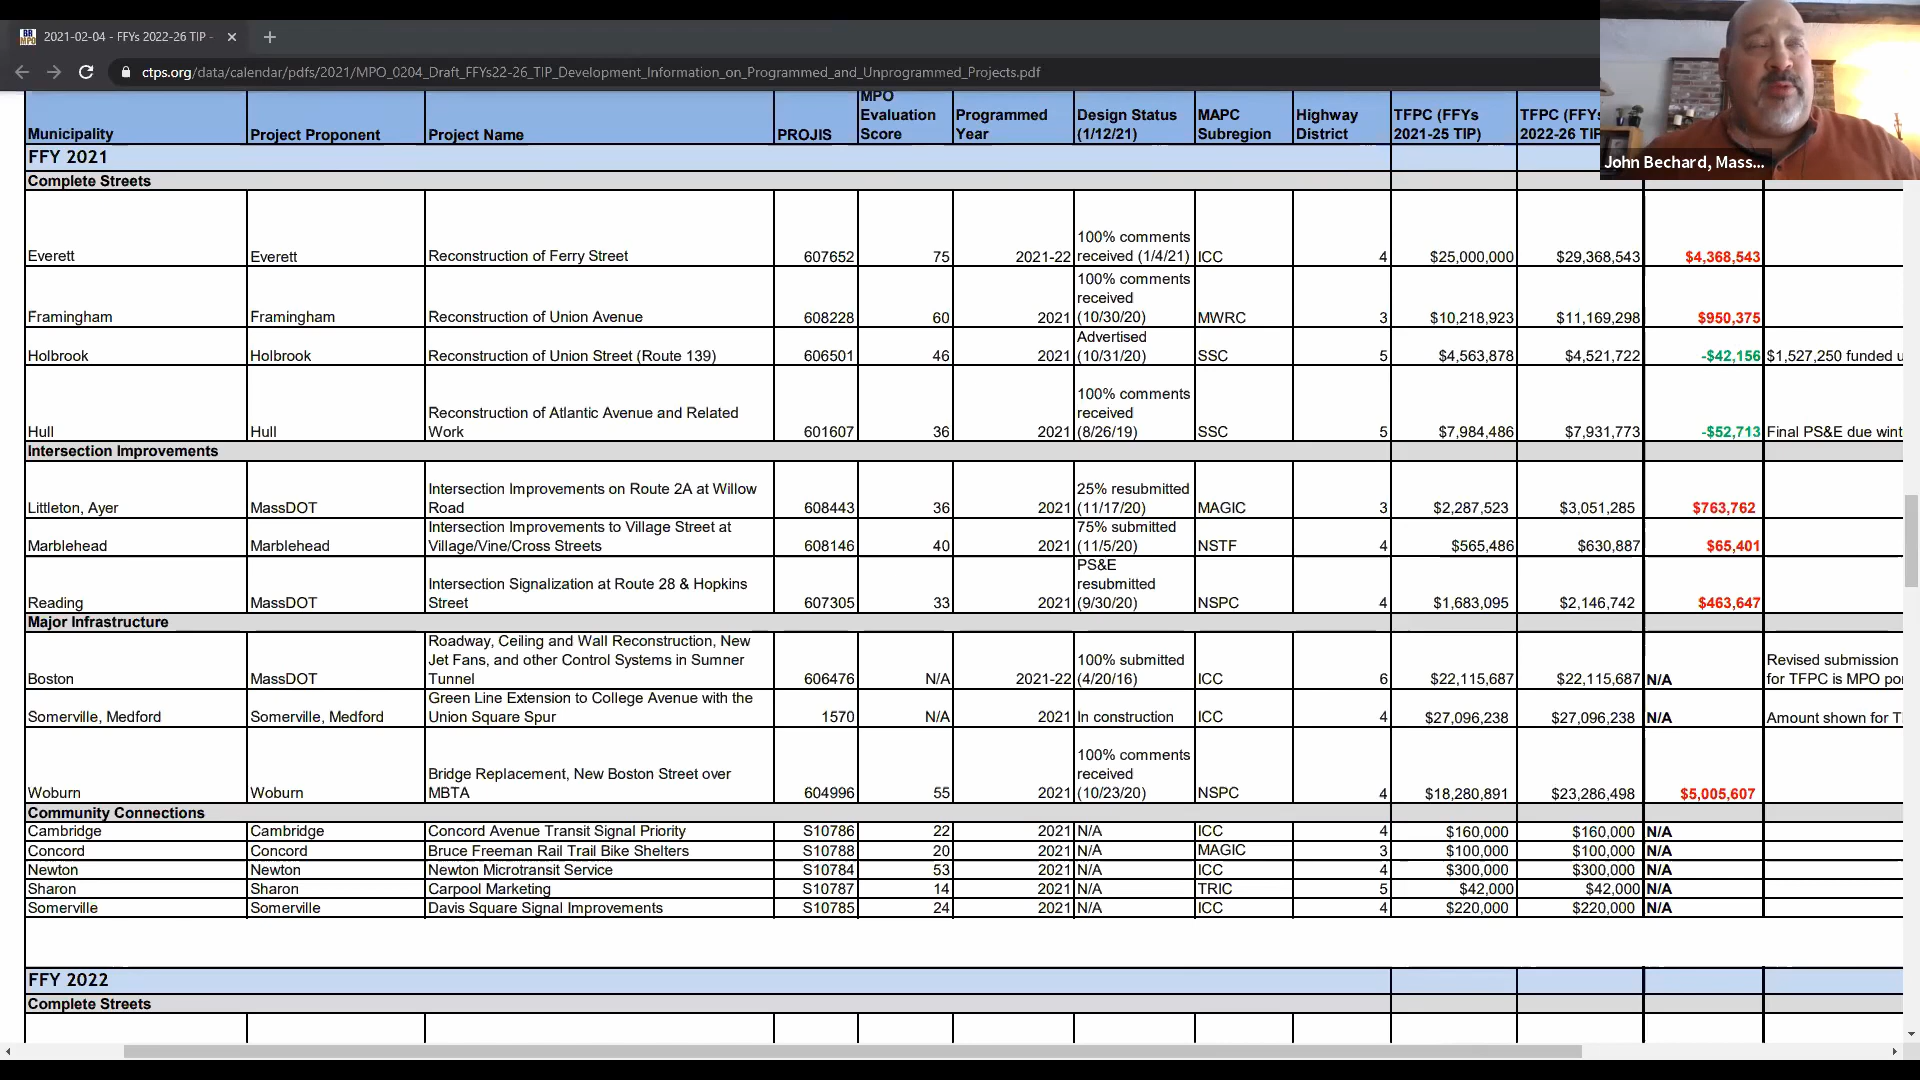 2021-02-04 - FFYs 2022-26 TIP -
ctps.org/data/calendar/pdfs/2021/MPO_0204_Draft_FFYs22-26_TIP_Development_Information_on_Programmed_and_Unprogrammed_Projects.pdf
John Bechard, Mass...
Municipality Project Proponent Project Name PROJIS MPO Evaluation Score Programmed Year Design Status (1/12/21) MAPC Subregion Highway District TFPC (FFYs 2021-25 TIP) TFPC (FFYs 2022-26 TIP
FFY 2021
Complete Streets
Everett Everett Reconstruction of Ferry Street 607652 75 2021-22 100% comments received (1/4/21) ICC 4 $25,000,000 $29,368,543 $4,368,543
Framingham Framingham Reconstruction of Union Avenue 608228 60 2021 100% comments received (10/30/20) MWRC 3 $10,218,923 $11,169,298 $950,375
Holbrook Holbrook Reconstruction of Union Street (Route 139) 606501 46 2021 Advertised (10/31/20) SSC 5 $4,563,878 $4,521,722 -$42,156 $1,527,250 funded u
Hull Hull Reconstruction of Atlantic Avenue and Related Work 601607 36 2021 100% comments received (8/26/19) SSC 5 $7,984,486 $7,931,773 -$52,713 Final PS&E due wint
Intersection Improvements
Littleton, Ayer MassDOT Intersection Improvements on Route 2A at Willow Road 608443 36 2021 25% resubmitted (11/17/20) MAGIC 3 $2,287,523 $3,051,285 $763,762
Marblehead Marblehead Intersection Improvements to Village Street at Village/Vine/Cross Streets 608146 40 2021 75% submitted (11/5/20) NSTF 4 $565,486 $630,887 $65,401
Reading MassDOT Intersection Signalization at Route 28 & Hopkins Street 607305 33 2021 PS&E resubmitted (9/30/20) NSPC 4 $1,683,095 $2,146,742 $463,647
Major Infrastructure
Boston MassDOT Roadway, Ceiling and Wall Reconstruction, New Jet Fans, and other Control Systems in Sumner Tunnel 606476 N/A 2021-22 100% submitted (4/20/16) ICC 6 $22,115,687 $22,115,687 N/A Revised submission for TFPC is MPO por
Somerville, Medford Somerville, Medford Green Line Extension to College Avenue with the Union Square Spur 1570 N/A 2021 In construction ICC 4 $27,096,238 $27,096,238 N/A Amount shown for T
Woburn Woburn Bridge Replacement, New Boston Street over MBTA 604996 55 2021 100% comments received (10/23/20) NSPC 4 $18,280,891 $23,286,498 $5,005,607
Community Connections
Cambridge Cambridge Concord Avenue Transit Signal Priority S10786 22 2021 N/A ICC 4 $160,000 $160,000 N/A
Concord Concord Bruce Freeman Rail Trail Bike Shelters S10788 20 2021 N/A MAGIC 3 $100,000 $100,000 N/A
Newton Newton Newton Microtransit Service S10784 53 2021 N/A ICC 4 $300,000 $300,000 N/A
Sharon Sharon Carpool Marketing S10787 14 2021 N/A TRIC 5 $42,000 $42,000 N/A
Somerville Somerville Davis Square Signal Improvements S10785 24 2021 N/A ICC 4 $220,000 $220,000 N/A
FFY 2022
Complete Streets